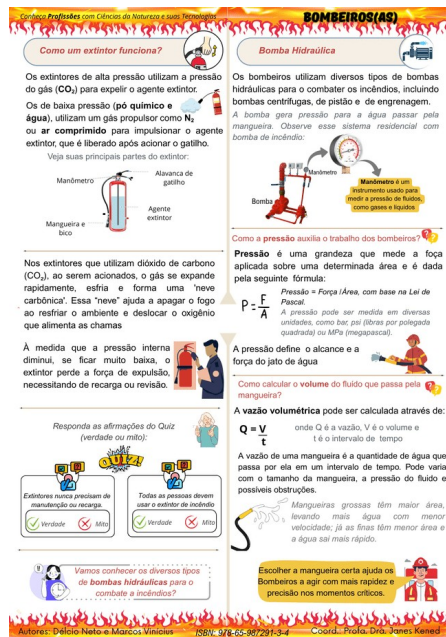 Conheça Profissões com Ciências da Natureza e suas Tecnologias
BOMBEIROS(AS)
Como um extintor funciona?
Os extintores de alta pressão utilizam a pressão
do gás (CO₂) para expelir o agente extintor.
Os de baixa pressão (pó químico e
água), utilizam um gás propulsor como N₂
ou ar comprimido para impulsionar o agente
extintor, que é liberado após acionar o gatilho.
Veja suas principais partes do extintor:
Manômetro
Alavanca de
gatilho
Agente
extintor
Mangueira e
bico
Nos extintores que utilizam dióxido de carbono
(CO₂), ao serem acionados, o gás se expande
rapidamente, esfria e forma uma 'neve
carbônica'. Essa “neve” ajuda a apagar o fogo
ao resfriar o ambiente e deslocar o oxigênio
que alimenta as chamas
À medida que a pressão interna
diminui, se ficar muito baixa, o
extintor perde a força de expulsão,
necessitando de recarga ou revisão.
Responda as afirmações do Quiz
(verdade ou mito):
QUIZ
Extintores nunca precisam de
manutenção ou recarga.
Verdade Mito
Todas as pessoas devem
usar o extintor de incêndio
Verdade Mito
Vamos conhecer os diversos tipos
de bombas hidráulicas para o
combate a incêndios?
Bomba Hidraúlica
Os bombeiros utilizam diversos tipos de bombas
hidráulicas para o combater os incêndios, incluindo
bombas centrífugas, de pistão e de engrenagem.
A bomba gera pressão para a água passar pela
mangueira. Observe esse sistema residencial com
bomba de incêndio:
Manômetro
Bomba
Manômetro é um
instrumento usado para
medir a pressão de fluidos,
como gases e líquidos
Como a pressão auxilia o trabalho dos bombeiros?
Pressão é uma grandeza que mede a força
aplicada sobre uma determinada área e é dada
pela seguinte fórmula:
P = F
A
Pressão = Força /Área, com base na Lei de
Pascal.
A pressão pode ser medida em diversas
unidades, como bar, psi (libras por polegada
quadrada) ou MPa (megapascal).
A pressão define o alcance e a
força do jato de água
Como calcular o volume do fluido que passa pela
mangueira?
A vazão volumétrica pode ser calculada através de:
Q = V
t
onde Q é a vazão, V é o volume e
t é o intervalo de tempo
A vazão de uma mangueira é a quantidade de água que
passa por ela em um intervalo de tempo. Pode varia
com o tamanho da mangueira, a pressão do fluido e
possíveis obstruções.
Mangueiras grossas têm maior área,
levando mais água com menor
velocidade; já as finas têm menor área e
a água sai mais rápido.
Escolher a mangueira certa ajuda os
Bombeiros a agir com mais rapidez e
precisão nos momentos críticos.
Autores: Délcio Neto e Marcos Vinicius
ISBN: 978-65-987291-3-4
Coord.: Profa. Dra. Janes Kened